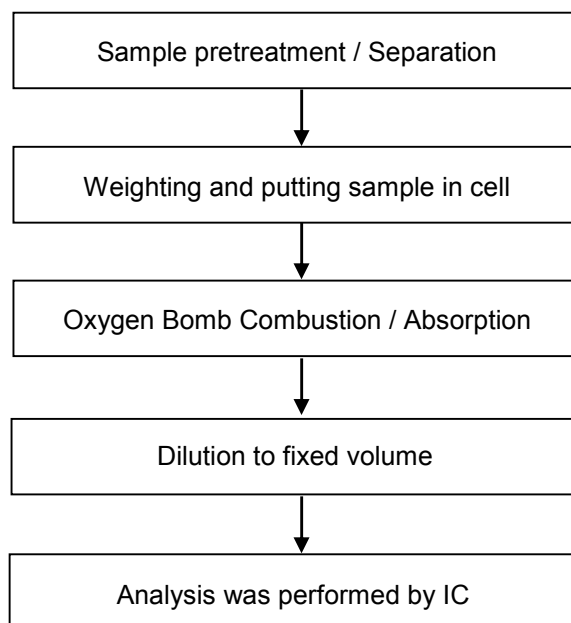 Sample pretreatment / Separation
Weighting and putting sample in cell
Oxygen Bomb Combustion / Absorption
Dilution to fixed volume
Analysis was performed by IC